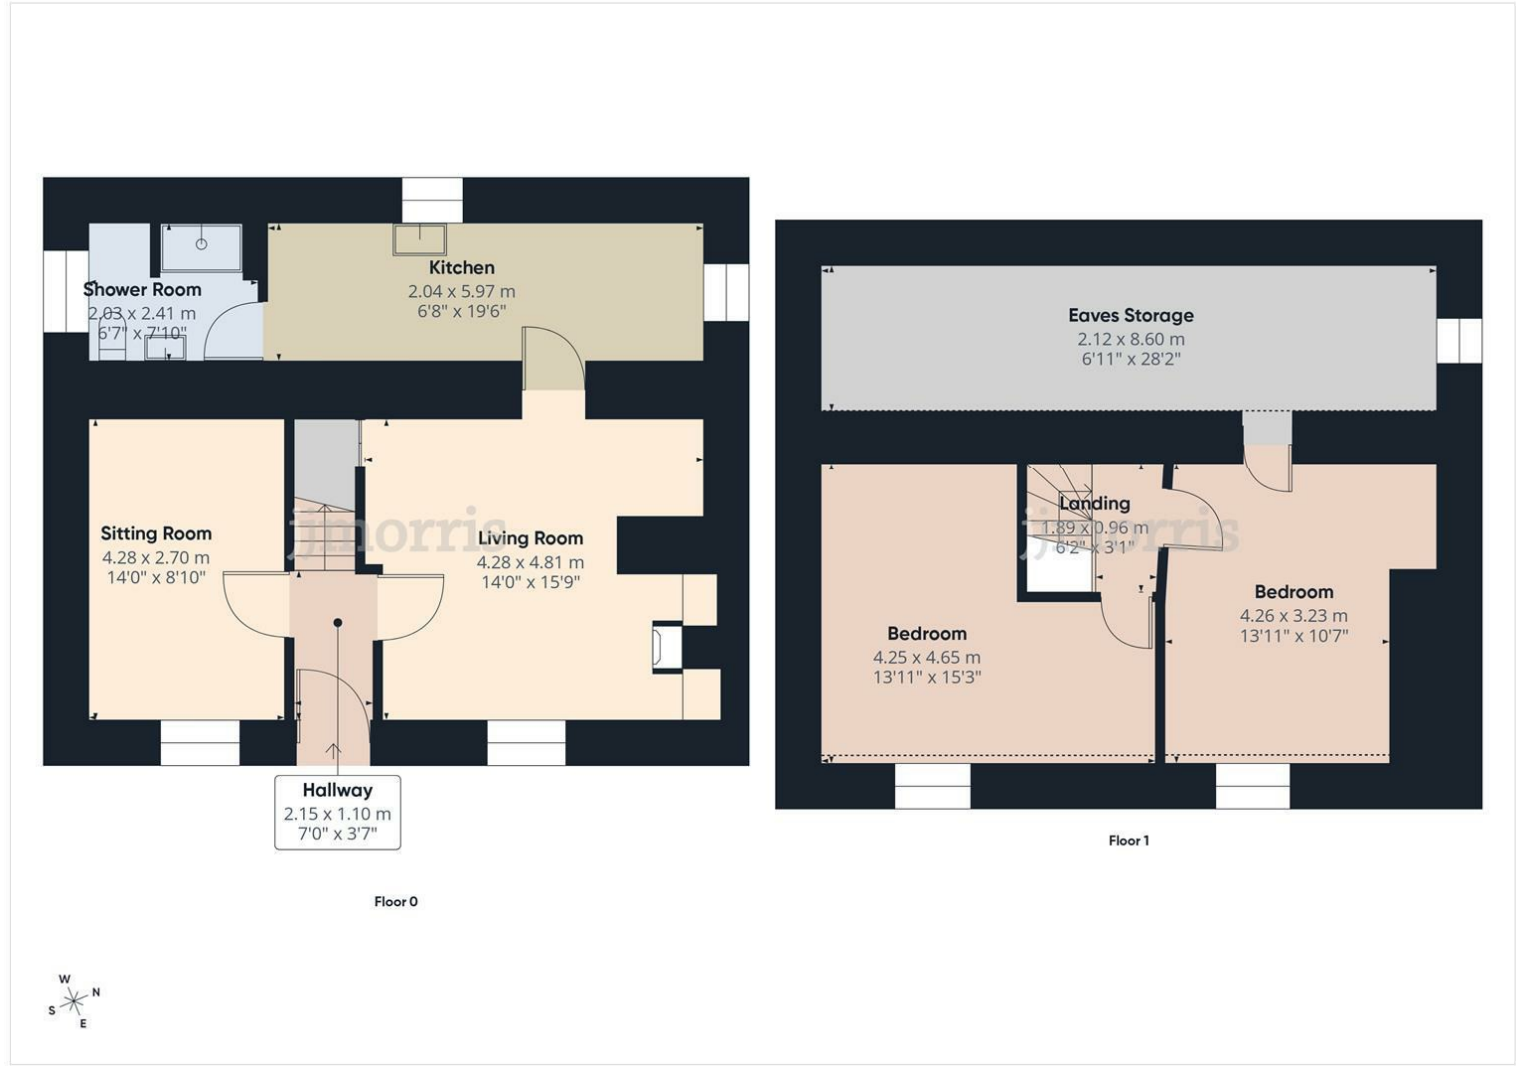 Kitchen
2.04 x 5.97 m
6'8" x 19'6"
Shower Room
2.03 x 2.41 m
6'7" x 7'10"
Sitting Room
4.28 x 2.70 m
14'0" x 8'10"
jjmorris
Living Room
4.28 x 4.81 m
14'0" x 15'9"
Hallway
2.15 x 1.10 m
7'0" x 3'7"
Floor 0
Eaves Storage
2.12 x 8.60 m
6'11" x 28'2"
Landing
1.89 x 0.96 m
6'2" x 3'1"
jjmorris
Bedroom
4.26 x 3.23 m
13'11" x 10'7"
Bedroom
4.25 x 4.65 m
13'11" x 15'3"
Floor 1
W
N
S
E